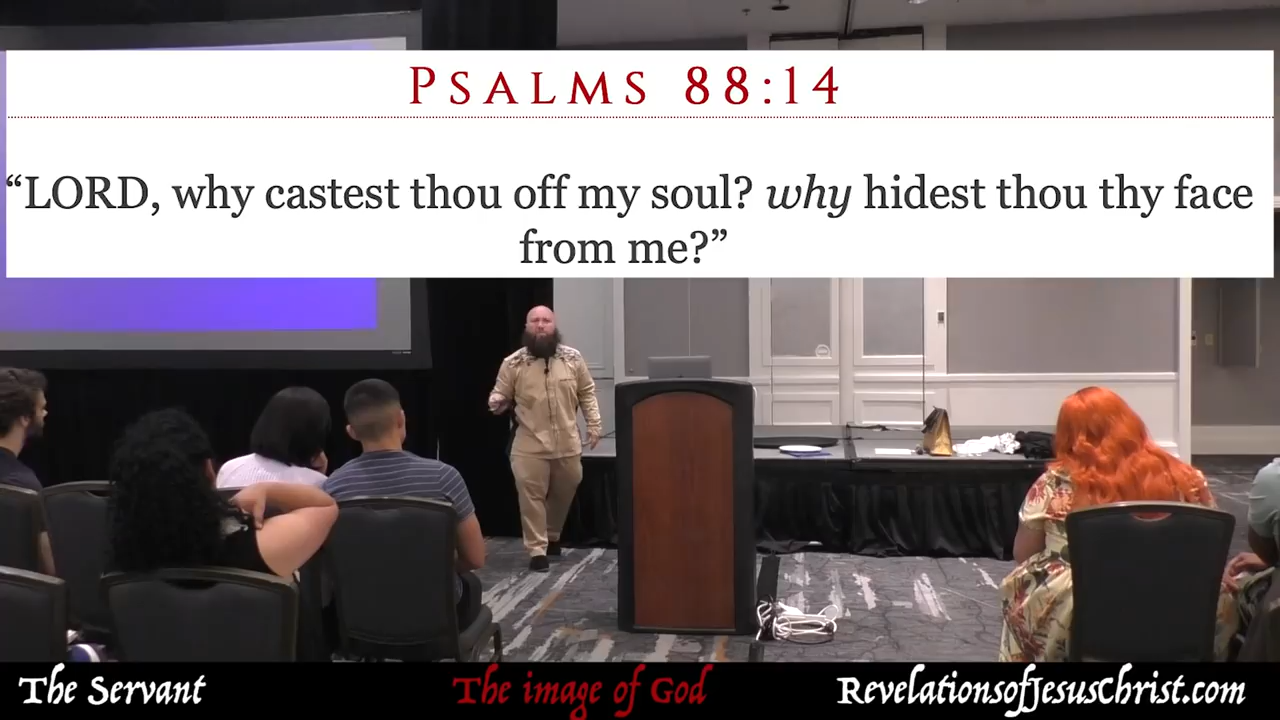 Psalms 88:14
“LORD, why castest thou off my soul? why hidest thou thy face
from me?”
The Servant
The image of God
RevelationsofJesusChrist.com